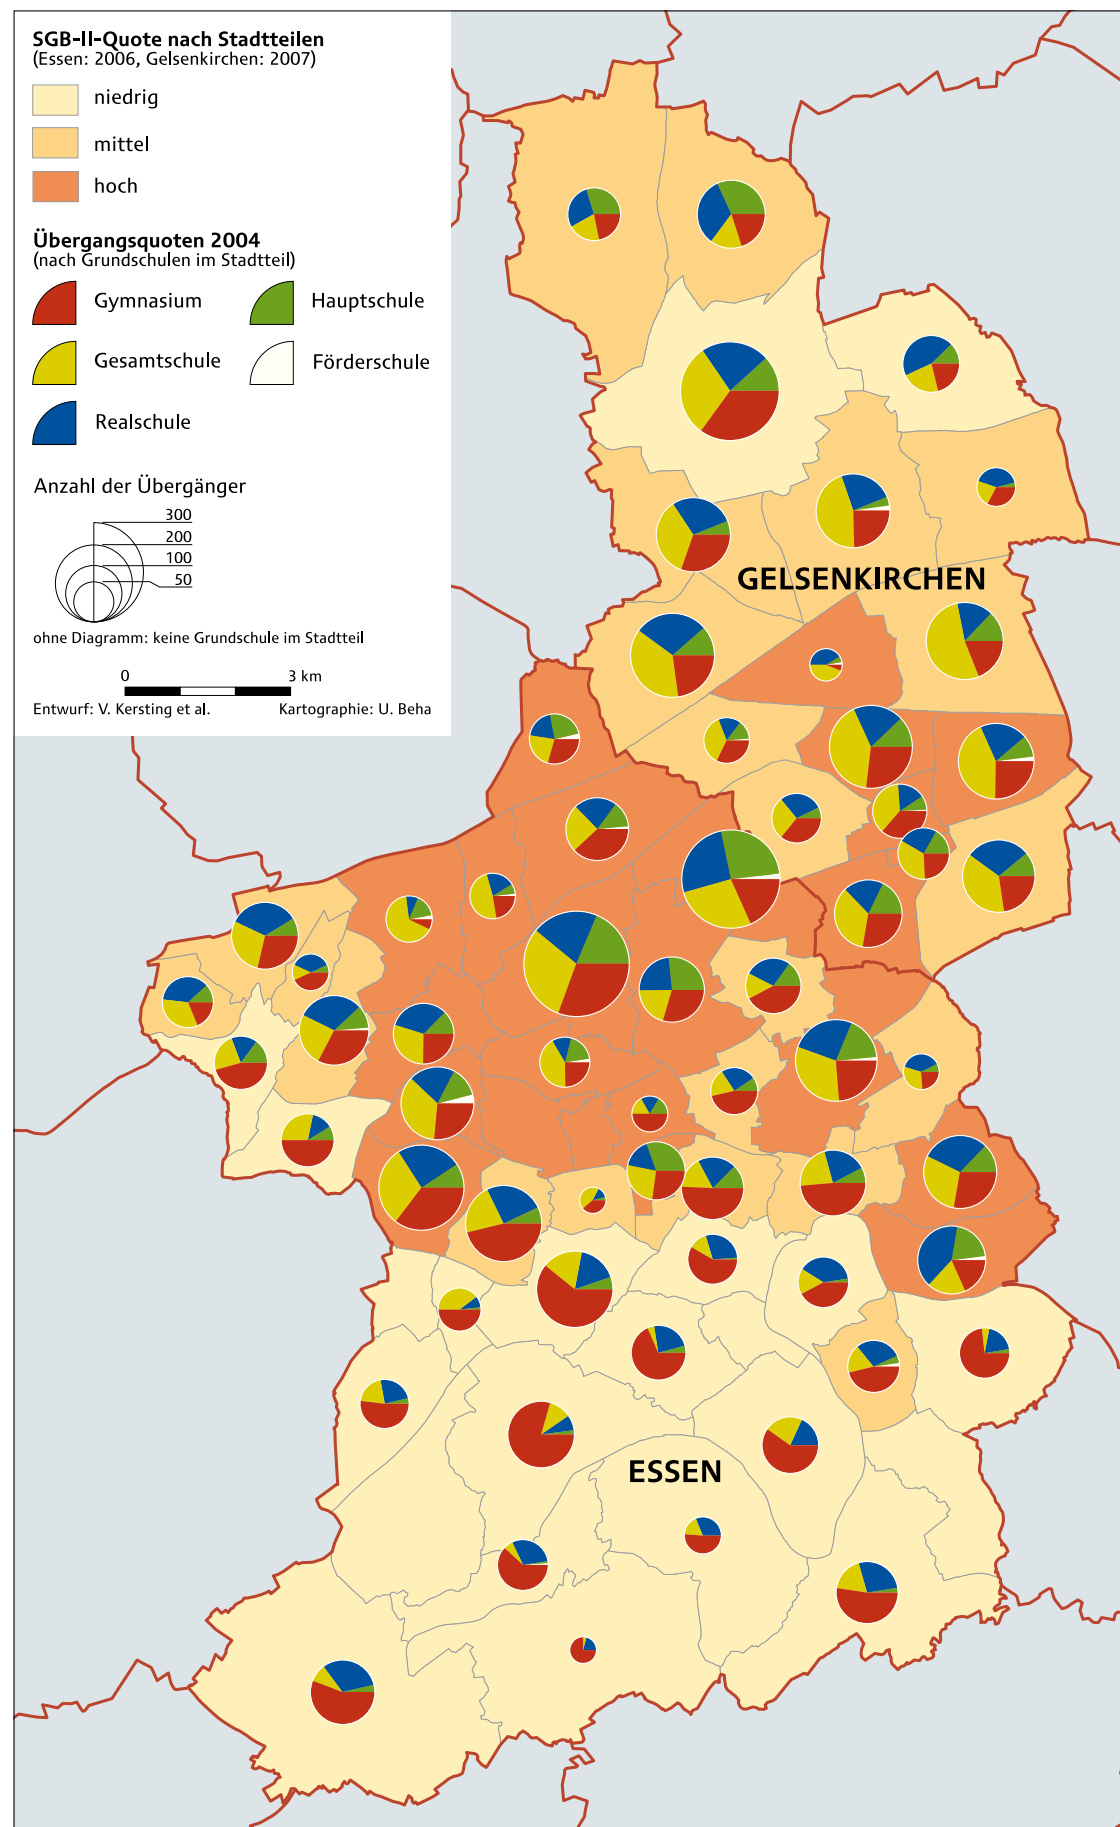 SGB-II-Quote nach Stadtteilen
(Essen: 2006, Gelsenkirchen: 2007)
niedrig
mittel
hoch
Übergangsquoten 2004
(nach Grundschulen im Stadtteil)
Gymnasium
Hauptschule
Gesamtschule
Förderschule
Realschule
Anzahl der Übergänger
300
200
100
50
ohne Diagramm: keine Grundschule im Stadtteil
0 3 km
Entwurf: V. Kersting et al. Kartographie: U. Beha
GELSENKIRCHEN
ESSEN